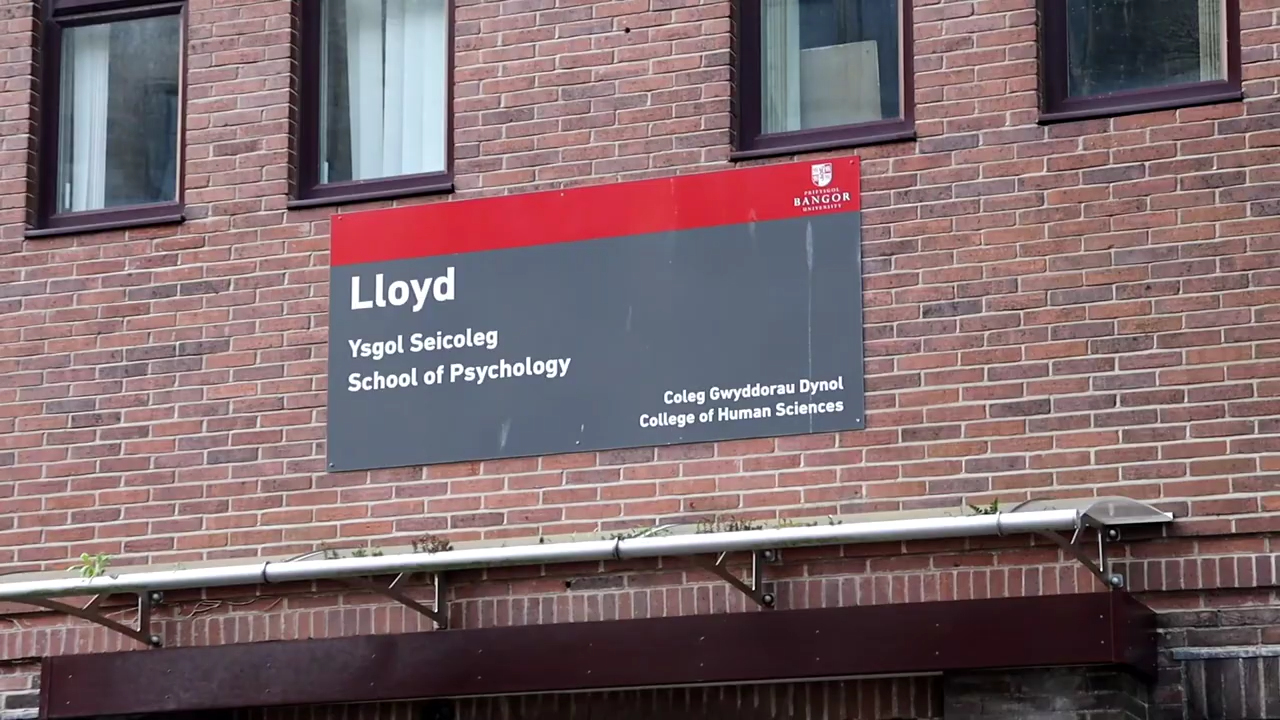 PRIFYSGOL
BANGOR
UNIVERSITY
Lloyd
Ysgol Seicoleg
School of Psychology
Coleg Gwyddorau Dynol
College of Human Sciences